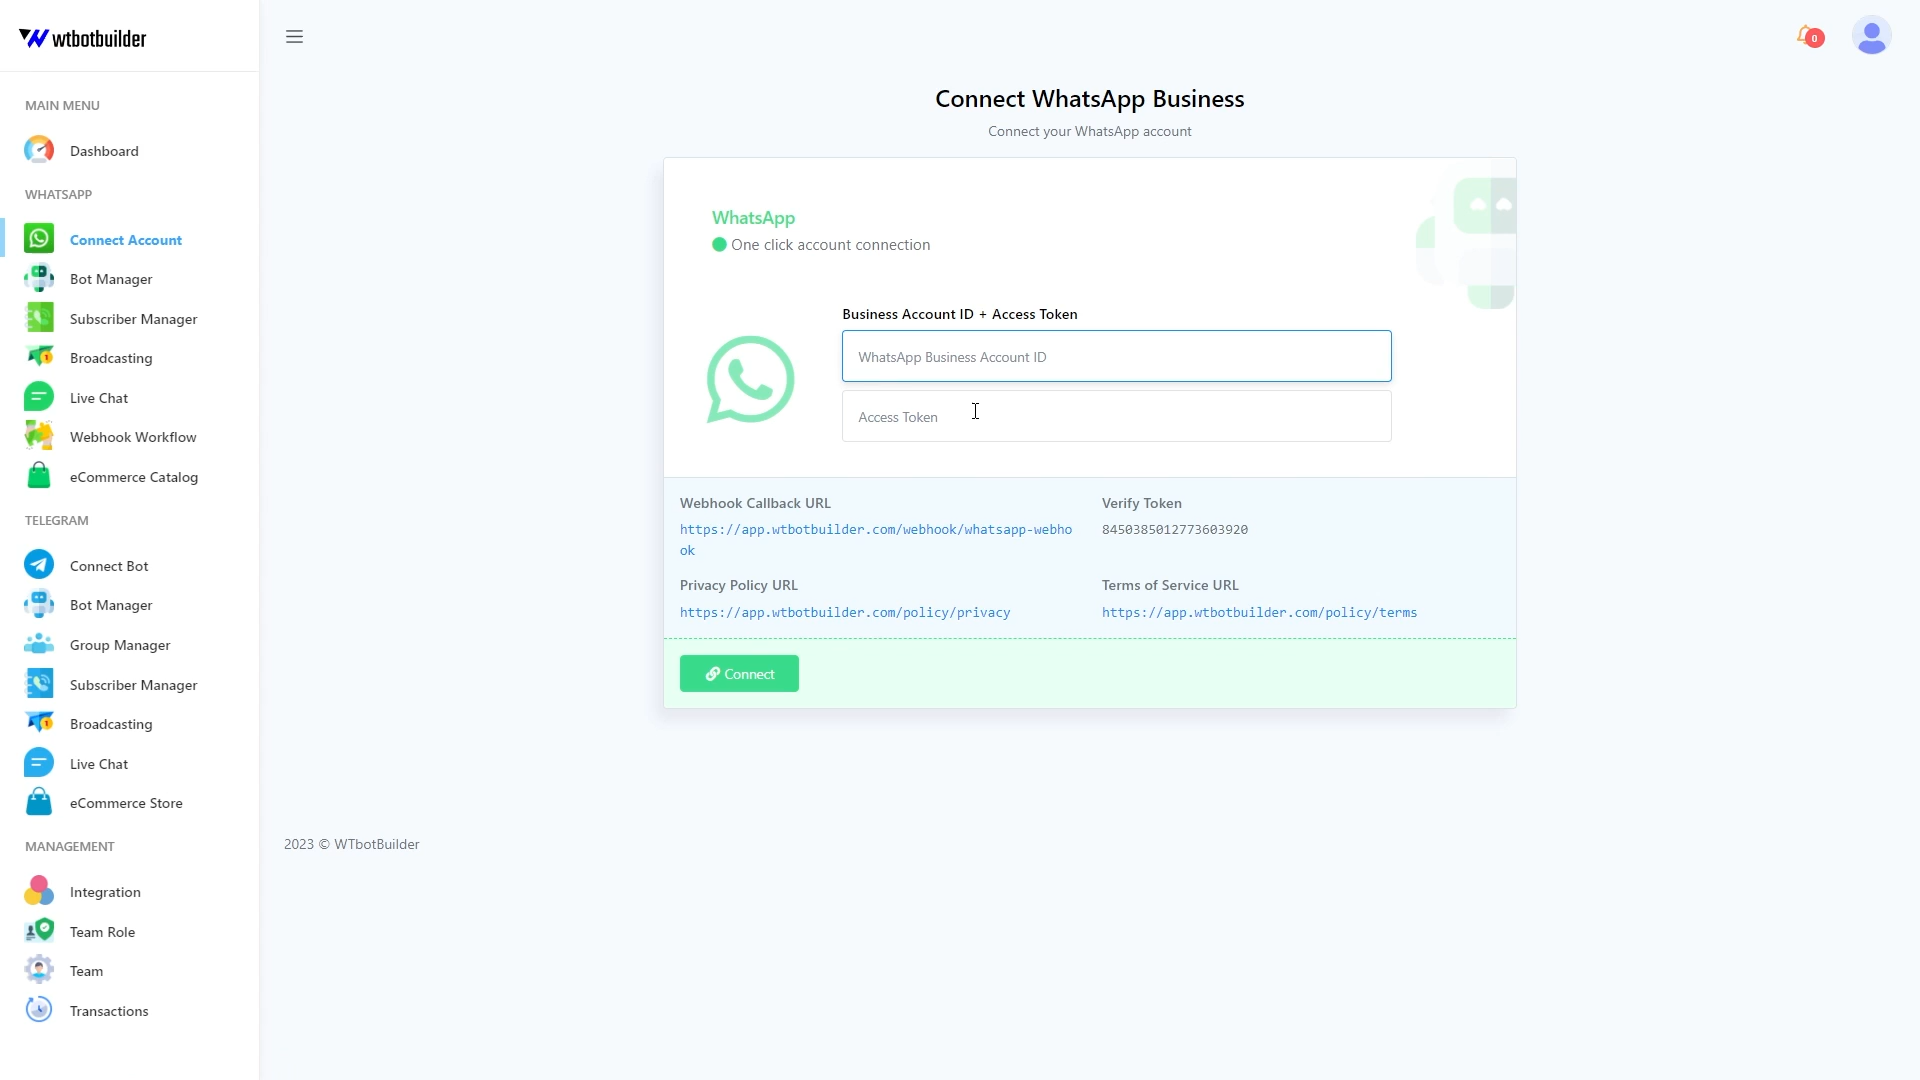 wtbotbuilder
0
MAIN MENU
Dashboard
WHATSAPP
Connect Account
Bot Manager
Subscriber Manager
1
Broadcasting
Live Chat
Webhook Workflow
eCommerce Catalog
TELEGRAM
Connect Bot
Bot Manager
Group Manager
Subscriber Manager
1
Broadcasting
Live Chat
eCommerce Store
MANAGEMENT
Integration
Team Role
Team
Transactions
Connect WhatsApp Business
Connect your WhatsApp account
WhatsApp
One click account connection
Business Account ID + Access Token
WhatsApp Business Account ID
Access Token
Webhook Callback URL
https://app.wtbotbuilder.com/webhook/whatsapp-webho
ok
Verify Token
8450385012773603920
Privacy Policy URL
https://app.wtbotbuilder.com/policy/privacy
Terms of Service URL
https://app.wtbotbuilder.com/policy/terms
Connect
2023 © WTbotBuilder